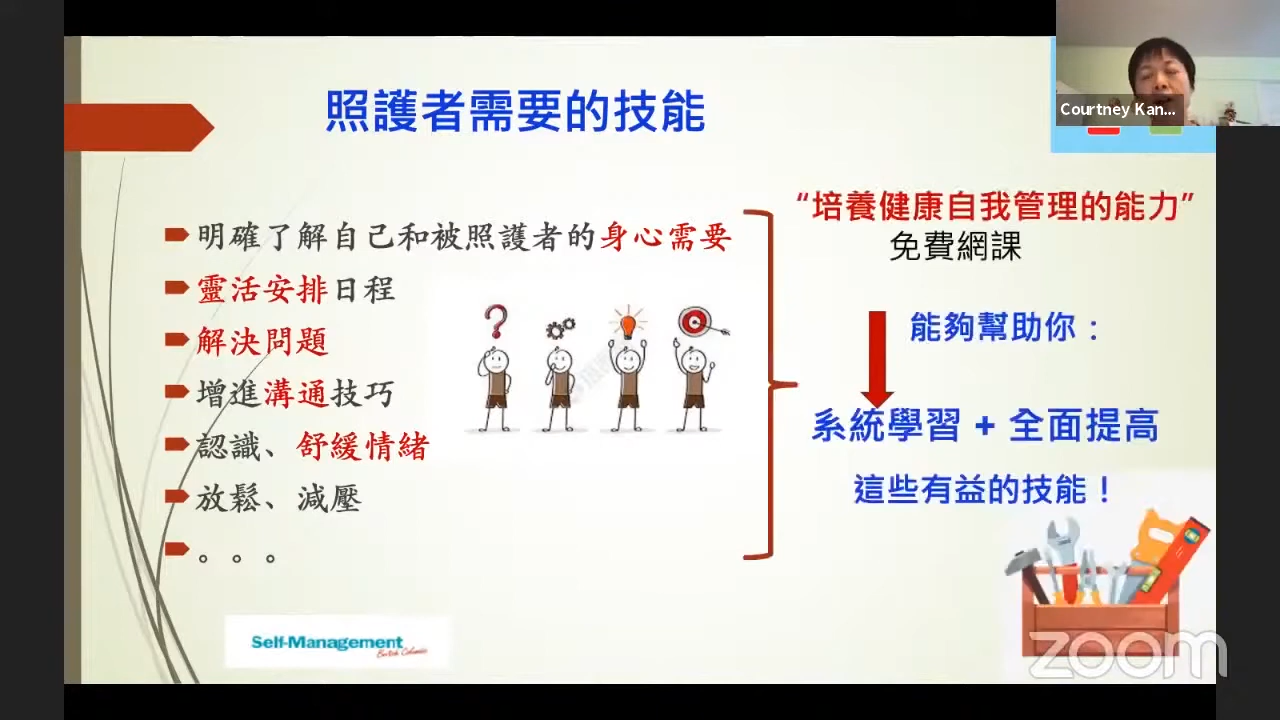 照護者需要的技能
Courtney Kan...
明確了解自己和被照護者的身心需要
靈活安排日程
解決問題
增進溝通技巧
認識、舒緩情緒
放鬆、減壓
。。。
“培養健康自我管理的能力”
免費網課
能夠幫助你：
系統學習 + 全面提高
這些有益的技能！
Self-Management
British Columbia
zoom